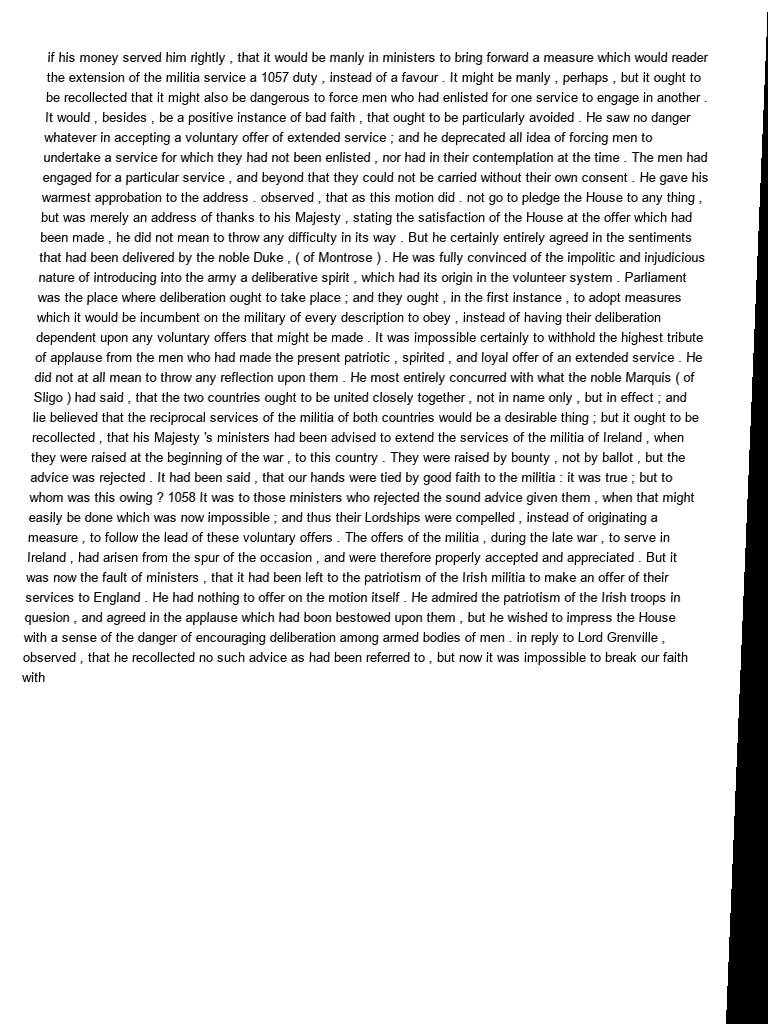 if his money served him rightly , that it would be manly in ministers to bring forward a measure which would reader
the extension of the militia service a 1057 duty , instead of a favour . It might be manly , perhaps , but it ought to
be recollected that it might also be dangerous to force men who had enlisted for one service to engage in another .
It would , besides , be a positive instance of bad faith , that ought to be particularly avoided . He saw no danger
whatever in accepting a voluntary offer of extended service ; and he deprecated all idea of forcing men to
undertake a service for which they had not been enlisted , nor had in their contemplation at the time . The men had
engaged for a particular service , and beyond that they could not be carried without their own consent . He gave his
warmest approbation to the address . observed , that as this motion did . not go to pledge the House to any thing ,
but was merely an address of thanks to his Majesty , stating the satisfaction of the House at the offer which had
been made , he did not mean to throw any difficulty in its way . But he certainly entirely agreed in the sentiments
that had been delivered by the noble Duke , ( of Montrose ) . He was fully convinced of the impolitic and injudicious
nature of introducing into the army a deliberative spirit , which had its origin in the volunteer system . Parliament
was the place where deliberation ought to take place ; and they ought , in the first instance , to adopt measures
which it would be incumbent on the military of every description to obey , instead of having their deliberation
dependent upon any voluntary offers that might be made . It was impossible certainly to withhold the highest tribute
of applause from the men who had made the present patriotic , spirited , and loyal offer of an extended service . He
did not at all mean to throw any reflection upon them . He most entirely concurred with what the noble Marquis ( of
Sligo ) had said , that the two countries ought to be united closely together , not in name only , but in effect ; and
lie believed that the reciprocal services of the militia of both countries would be a desirable thing ; but it ought to be
recollected , that his Majesty 's ministers had been advised to extend the services of the militia of Ireland , when
they were raised at the beginning of the war , to this country . They were raised by bounty , not by ballot , but the
advice was rejected . It had been said , that our hands were tied by good faith to the militia : it was true ; but to
whom was this owing ? 1058 It was to those ministers who rejected the sound advice given them , when that might
easily be done which was now impossible ; and thus their Lordships were compelled , instead of originating a
measure , to follow the lead of these voluntary offers . The offers of the militia , during the late war , to serve in
Ireland , had arisen from the spur of the occasion , and were therefore properly accepted and appreciated . But it
was now the fault of ministers , that it had been left to the patriotism of the Irish militia to make an offer of their
services to England . He had nothing to offer on the motion itself . He admired the patriotism of the Irish troops in
quesion , and agreed in the applause which had boon bestowed upon them , but he wished to impress the House
with a sense of the danger of encouraging deliberation among armed bodies of men . in reply to Lord Grenville ,
observed , that he recollected no such advice as had been referred to , but now it was impossible to break our faith
with